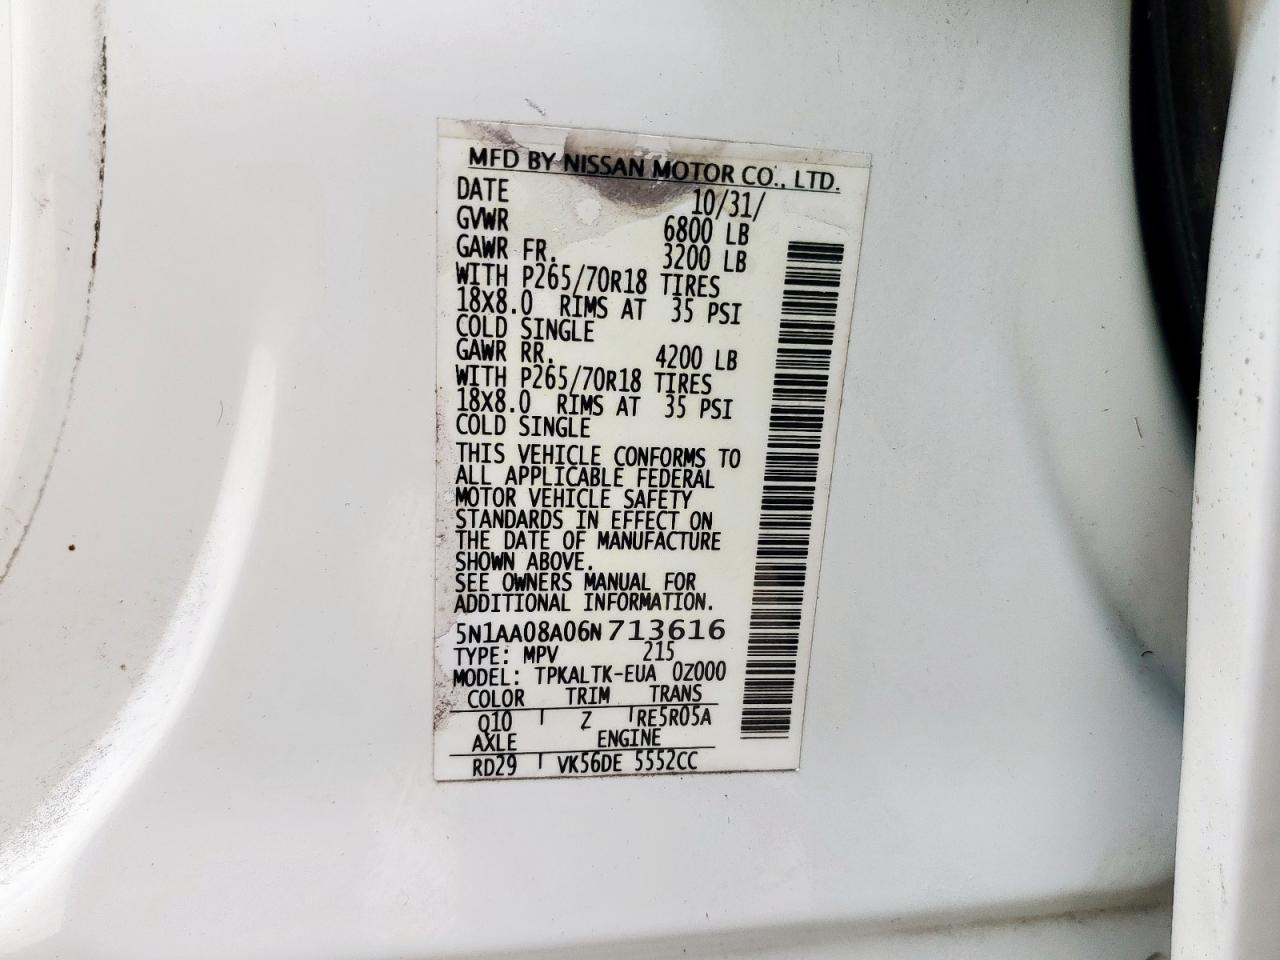 MFD BY NISSAN MOTOR CO., LTD.
DATE 10/31/
GVWR 6800 LB
GAWR FR. 3200 LB
WITH P265/70R18 TIRES
18X8.0 RIMS AT 35 PSI
COLD SINGLE
GAWR RR. 4200 LB
WITH P265/70R18 TIRES
18X8.0 RIMS AT 35 PSI
COLD SINGLE
THIS VEHICLE CONFORMS TO
ALL APPLICABLE FEDERAL
MOTOR VEHICLE SAFETY
STANDARDS IN EFFECT ON
THE DATE OF MANUFACTURE
SHOWN ABOVE.
SEE OWNERS MANUAL FOR
ADDITIONAL INFORMATION.
5N1AA08A06N713616
TYPE: MPV 215
MODEL: TPKALTK-EUA 0Z000
COLOR TRIM TRANS
Q10 Z RE5R05A
AXLE ENGINE
RD29 VK56DE 5552CC